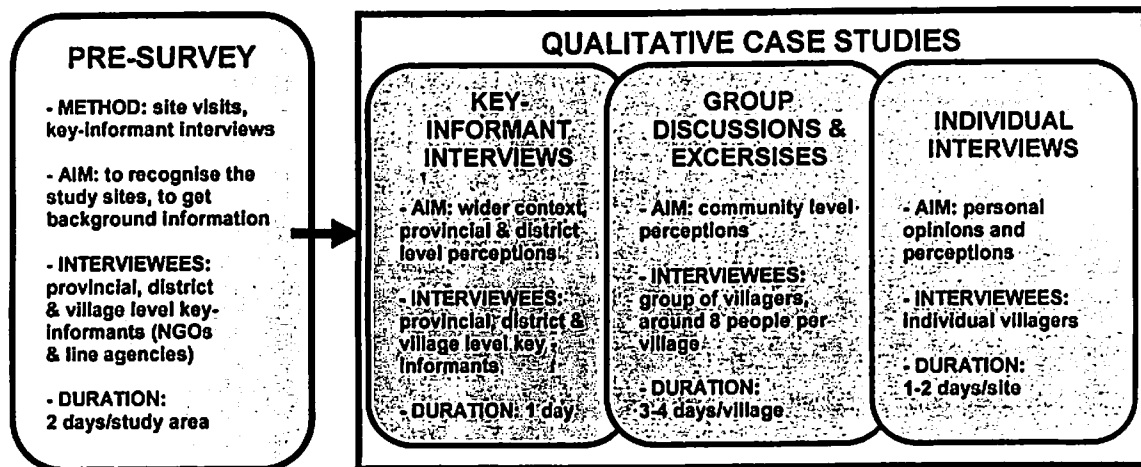 PRE-SURVEY
- METHOD: site visits,
key-informant interviews
- AIM: to recognise the
study sites, to get
background information
- INTERVIEWEES:
provincial, district
& village level key-
informants (NGOs
& line agencies)
- DURATION:
2 days/study area
QUALITATIVE CASE STUDIES
KEY-
INFORMANT
INTERVIEWS
- AIM: wider context,
provincial & district
level perceptions
- INTERVIEWEES:
provincial, district &
village level key
informants
- DURATION: 1 day
GROUP
DISCUSSIONS &
EXCERSISES
- AIM: community level
perceptions
- INTERVIEWEES:
group of villagers,
around 8 people per
village
- DURATION:
3-4 days/village
INDIVIDUAL
INTERVIEWS
- AIM: personal
opinions and
perceptions
- INTERVIEWEES:
individual villagers
- DURATION:
1-2 days/site